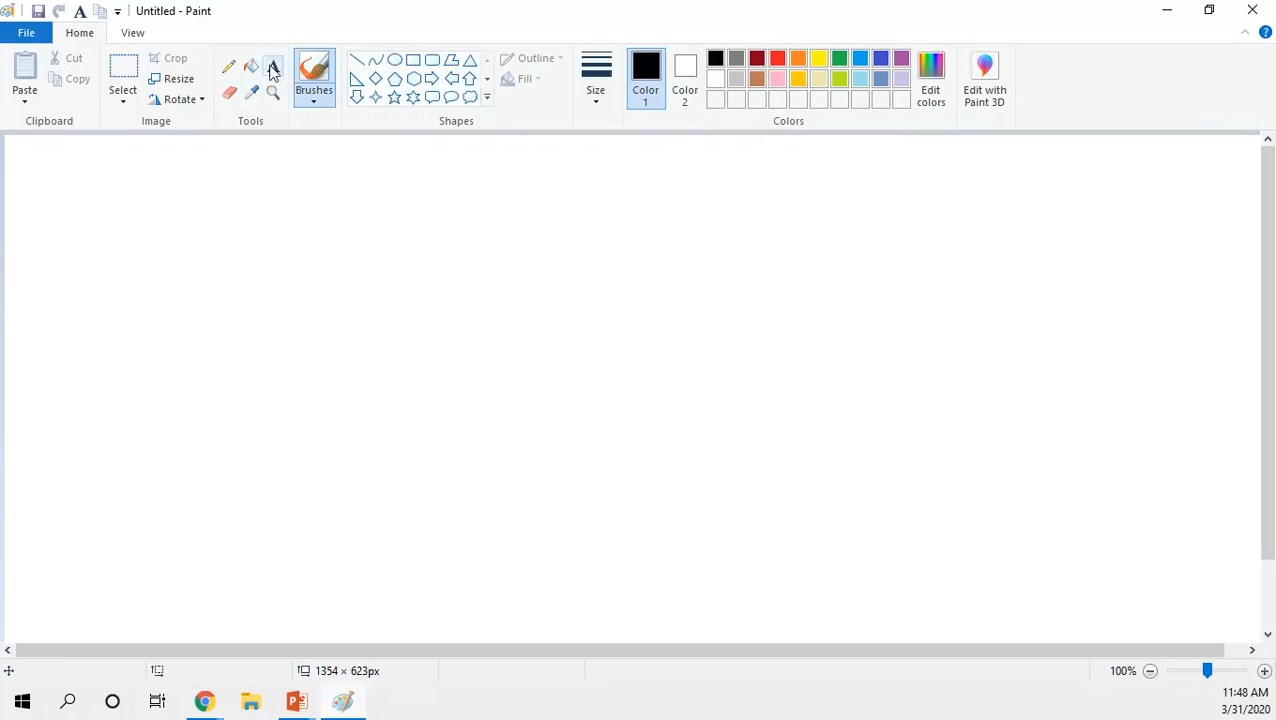 Untitled - Paint
File Home View
Paste Cut Copy
Clipboard
Select Crop Resize Rotate
Image
Tools
Brushes
Outline Fill
Shapes
Size
Color 1 Color 2
Edit colors
Colors
Edit with Paint 3D
1354 × 623px
100%
11:48 AM
3/31/2020